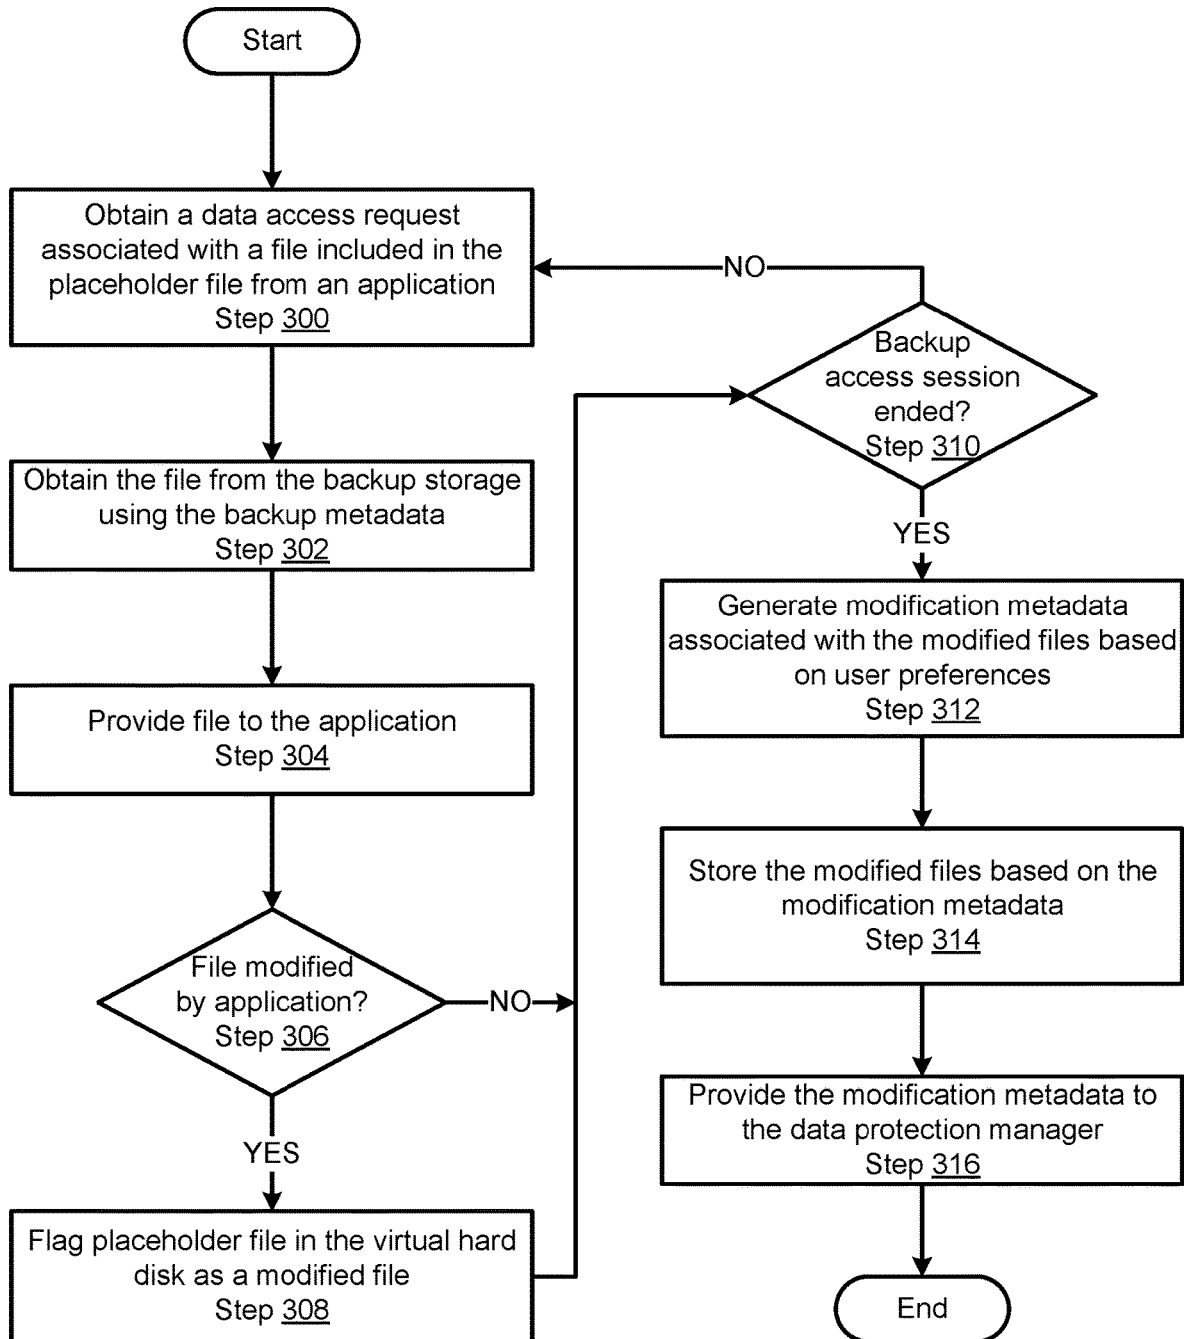 Start
Obtain a data access request
associated with a file included in the
placeholder file from an application
Step 300
Obtain the file from the backup storage
using the backup metadata
Step 302
Provide file to the application
Step 304
File modified
by application?
Step 306
NO
YES
Flag placeholder file in the virtual hard
disk as a modified file
Step 308
NO
Backup
access session
ended?
Step 310
YES
Generate modification metadata
associated with the modified files based
on user preferences
Step 312
Store the modified files based on the
modification metadata
Step 314
Provide the modification metadata to
the data protection manager
Step 316
End